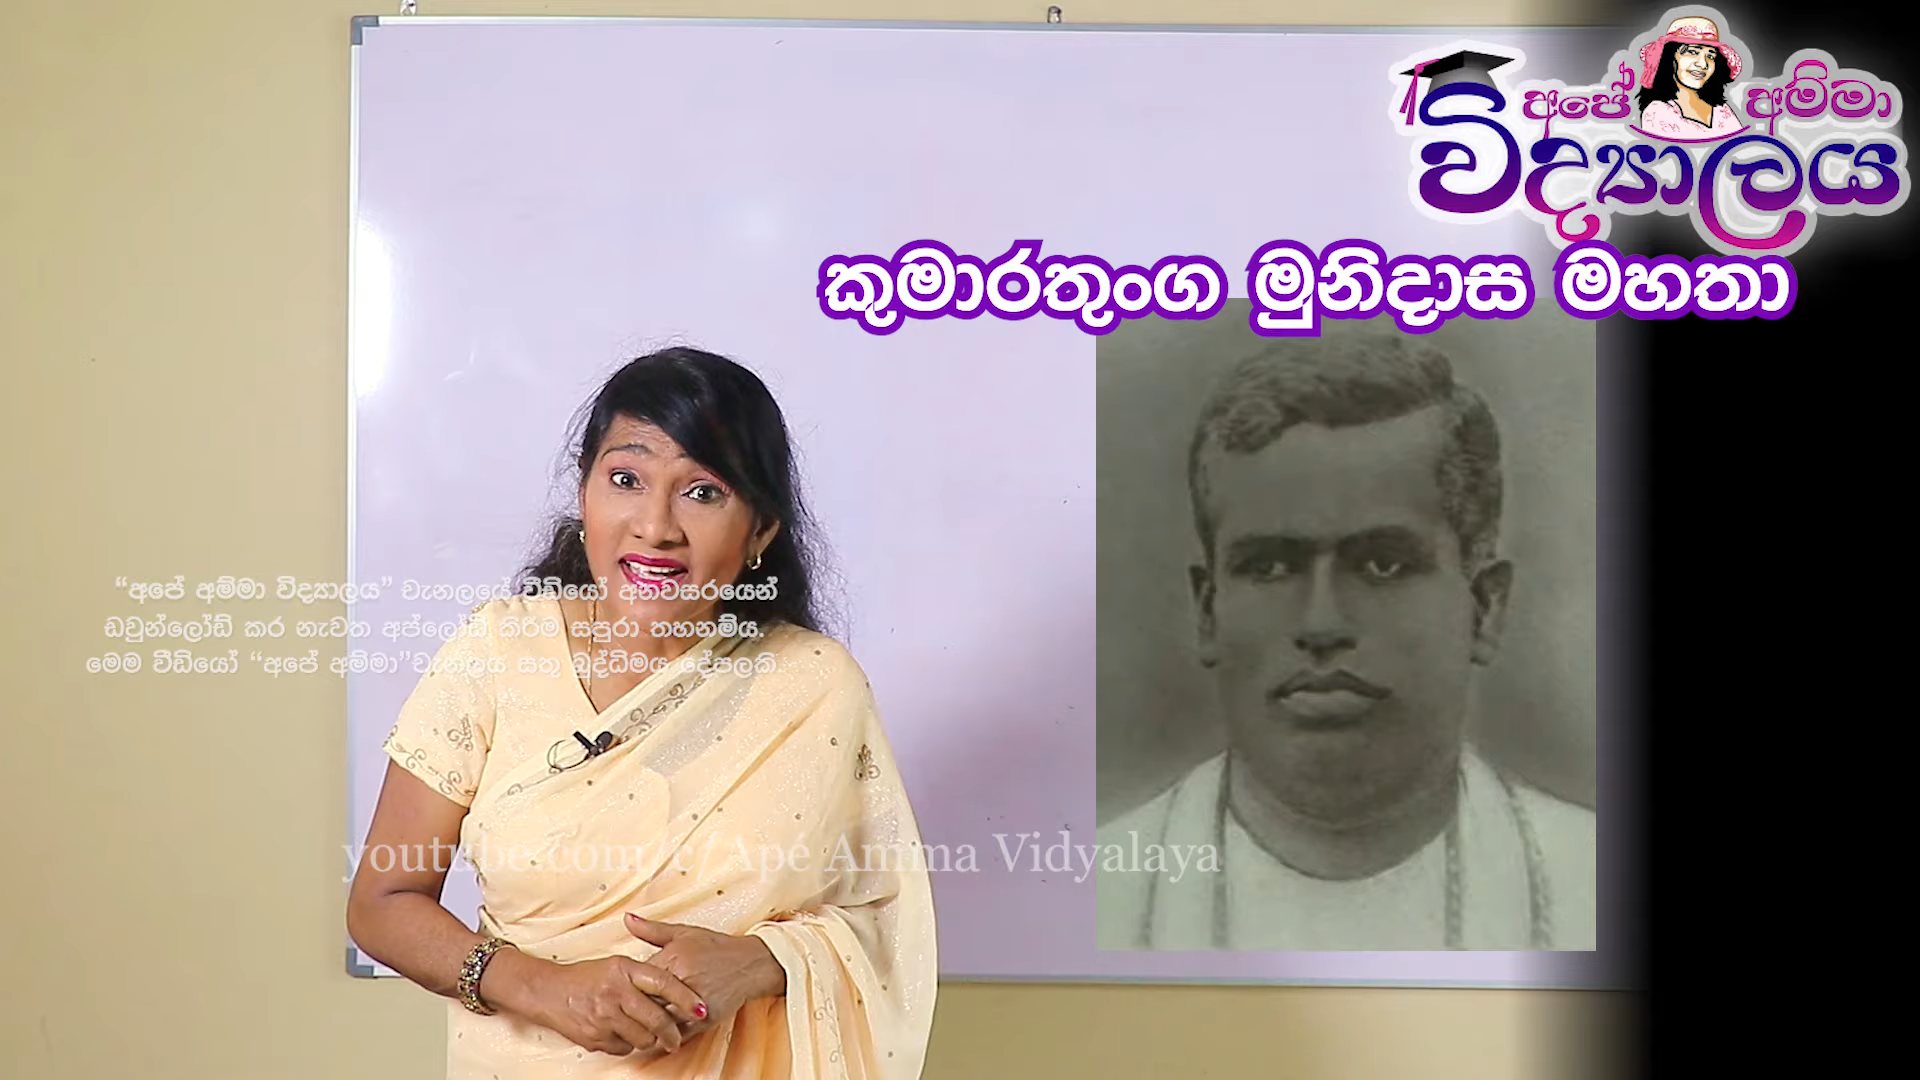 අපේ අම්මා
විද්‍යාලය
කුමාරතුංග මුනිදාස මහතා
“අපේ අම්මා විද්‍යාලය” චැනලයේ වීඩියෝ අනවසරයෙන්
ඩවුන්ලෝඩ් කර නැවත අප්ලෝඩ් කිරීම සපුරා තහනම්ය.
මෙම වීඩියෝ “අපේ අම්මා”චැනලය සතු බුද්ධිමය දේපලකි.
youtube.com/c/Apé Amma Vidyalaya